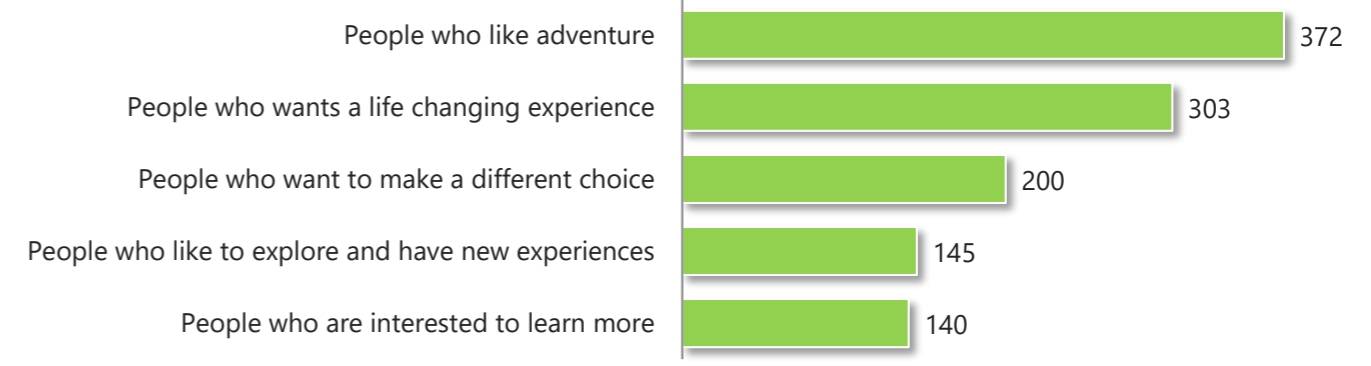 People who like adventure 372
People who wants a life changing experience 303
People who want to make a different choice 200
People who like to explore and have new experiences 145
People who are interested to learn more 140